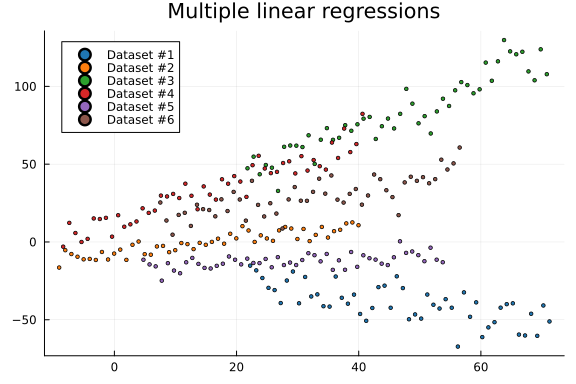 Multiple linear regressions
Dataset #1
Dataset #2
Dataset #3
Dataset #4
Dataset #5
Dataset #6
100
50
0
−50
0
20
40
60